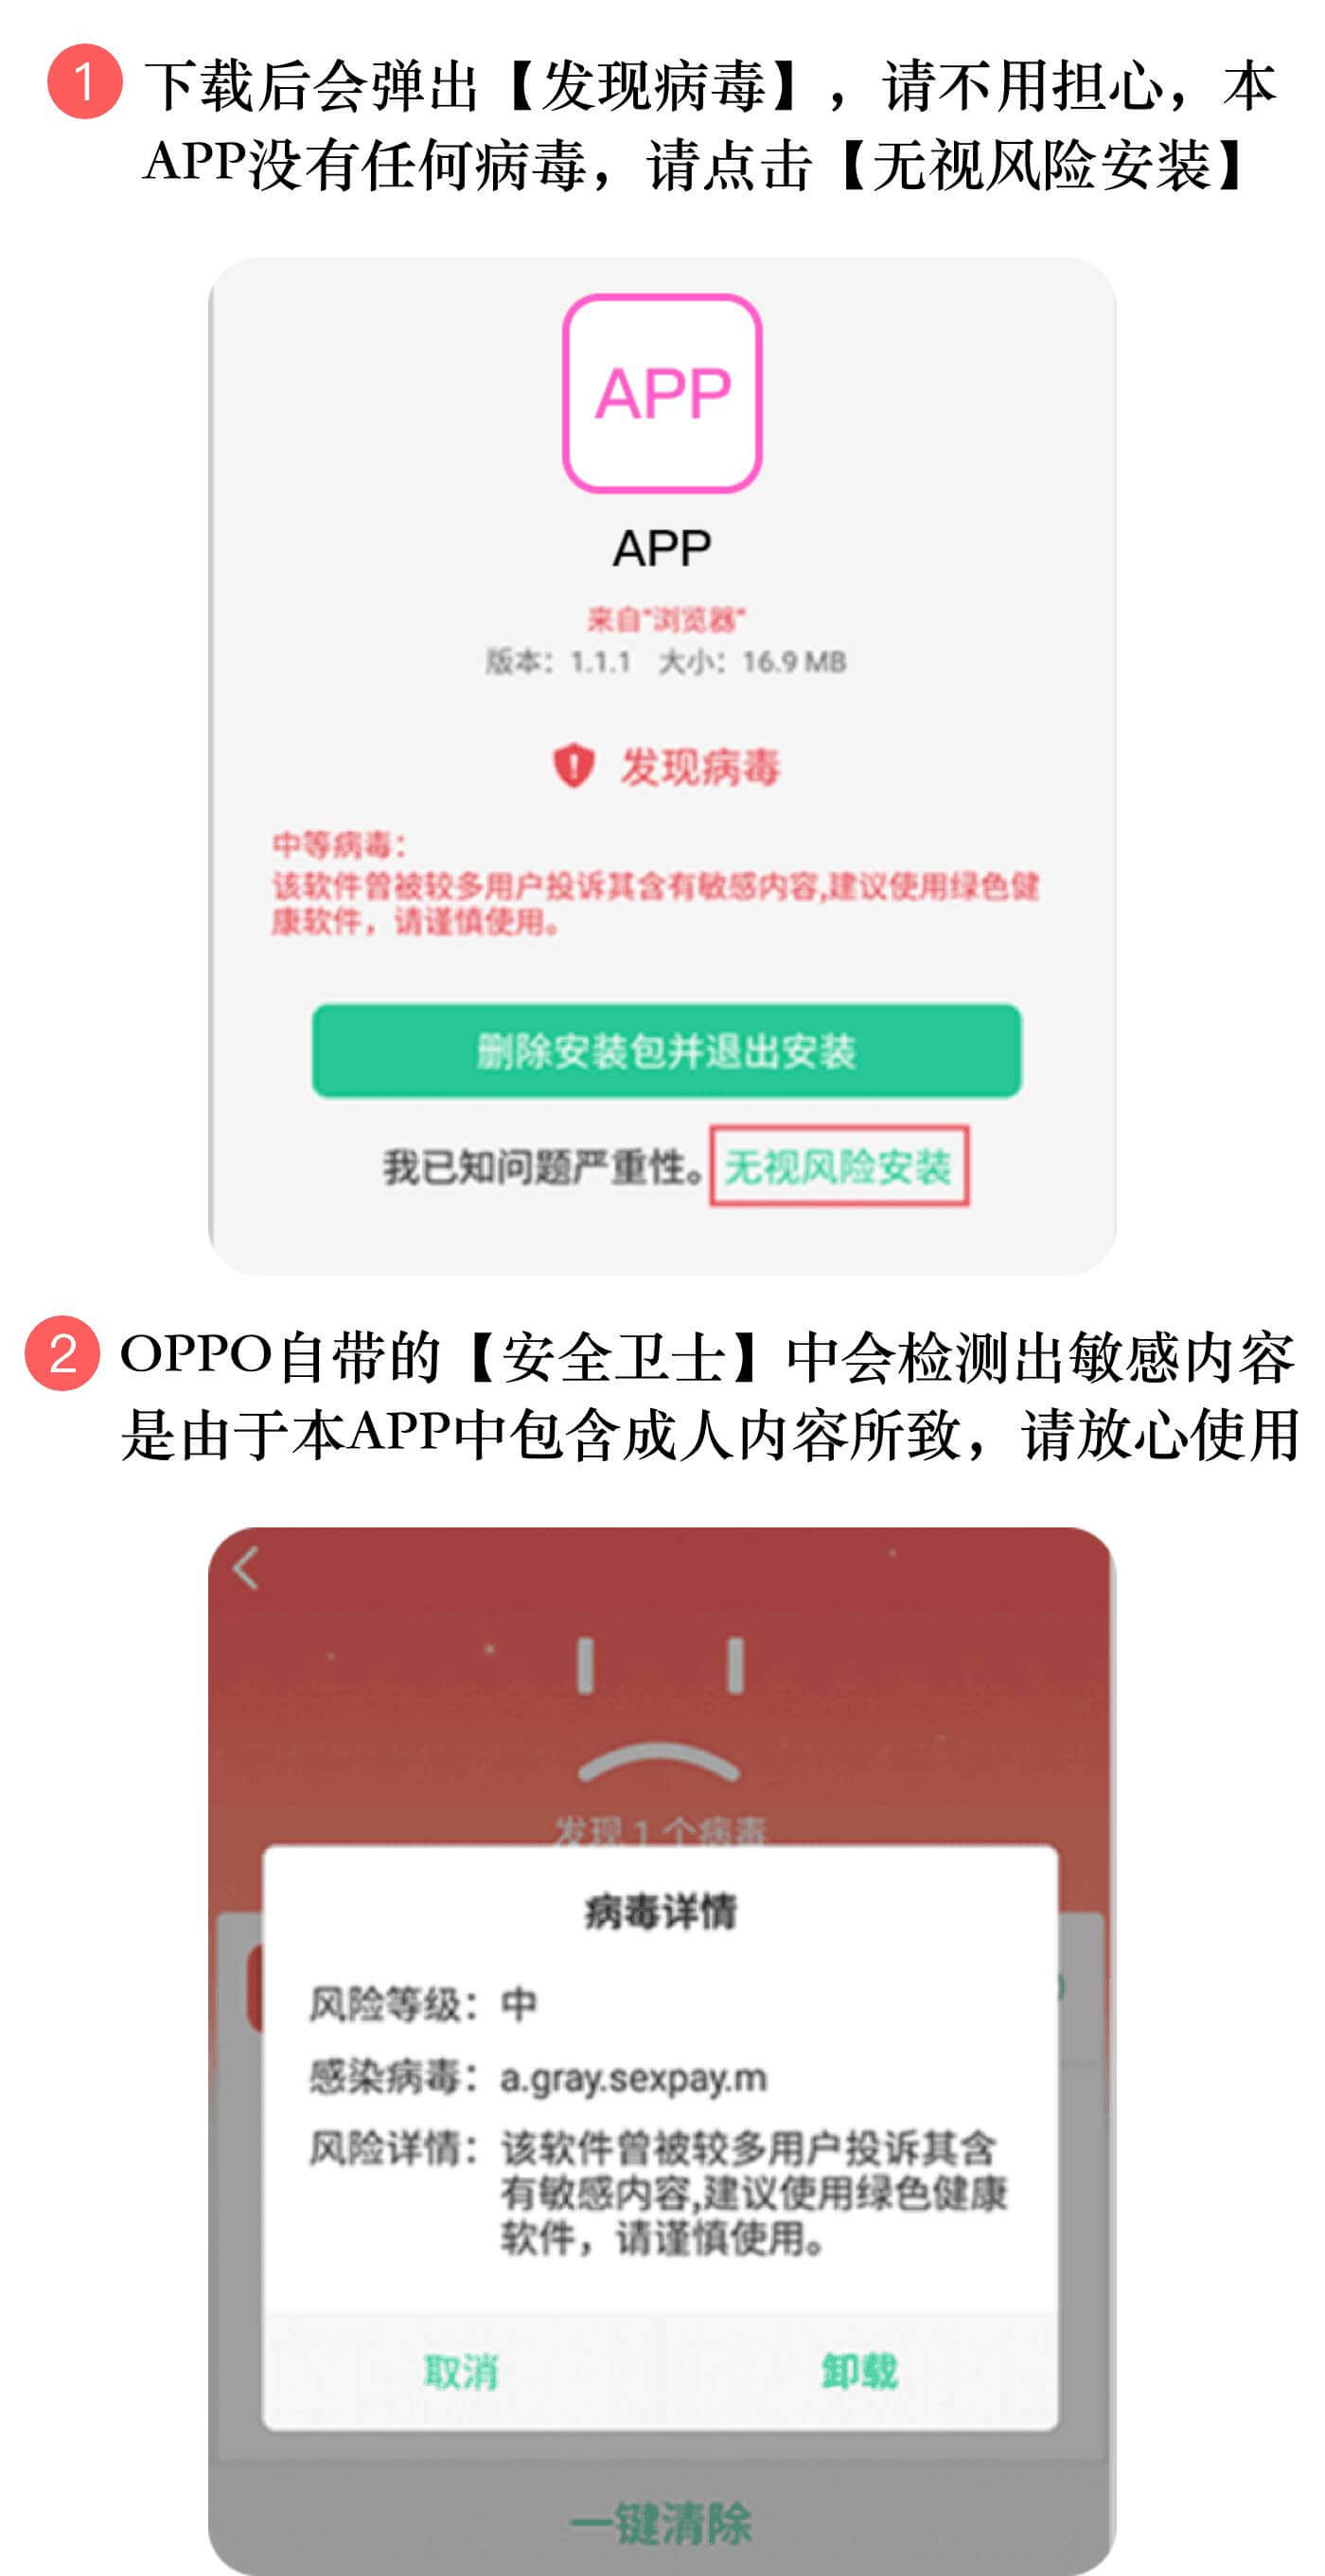 1 下载后会弹出【发现病毒】，请不用担心，本
APP没有任何病毒，请点击【无视风险安装】
APP
APP
来自"浏览器"
版本：1.1.1 大小：16.9 MB
发现病毒
中等病毒：
该软件曾被较多用户投诉其含有敏感内容,建议使用绿色健
康软件，请谨慎使用。
删除安装包并退出安装
我已知问题严重性。无视风险安装
2 OPPO自带的【安全卫士】中会检测出敏感内容
是由于本APP中包含成人内容所致，请放心使用
发现 1 个病毒
病毒详情
风险等级：中
感染病毒：a.gray.sexpay.m
风险详情：该软件曾被较多用户投诉其含
有敏感内容,建议使用绿色健康
软件，请谨慎使用。
取消 卸载
一键清除